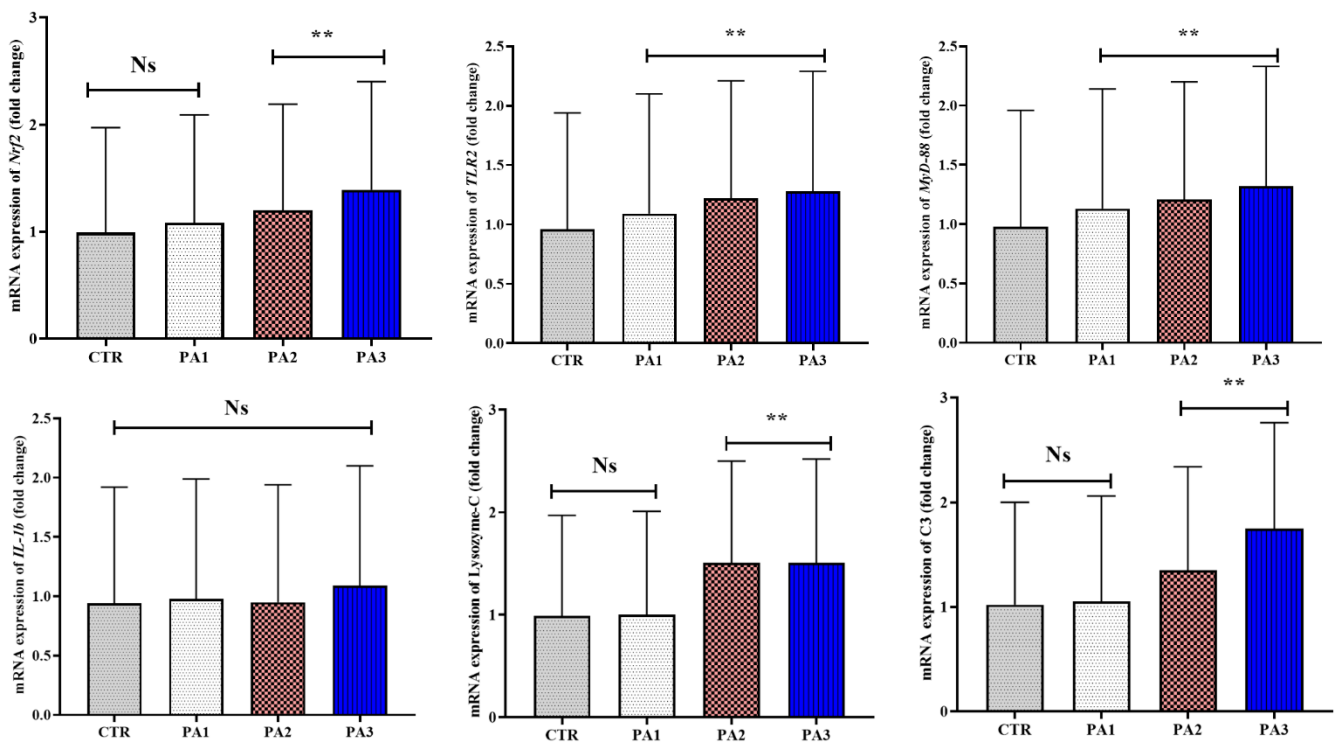 mRNA expression of Nrf2 (fold change)
3
2
1
0
Ns
**
CTR PA1 PA2 PA3
mRNA expression of TLR2 (fold change)
2.5
2.0
1.5
1.0
0.5
0.0
**
CTR PA1 PA2 PA3
mRNA expression of MyD-88 (fold change)
2.5
2.0
1.5
1.0
0.5
0.0
**
CTR PA1 PA2 PA3
mRNA expression of IL-1b (fold change)
2.5
2.0
1.5
1.0
0.5
0.0
Ns
CTR PA1 PA2 PA3
mRNA expression of Lysozyme-C (fold change)
3
2
1
0
Ns
**
CTR PA1 PA2 PA3
mRNA expression of C3 (fold change)
3
2
1
0
Ns
**
CTR PA1 PA2 PA3